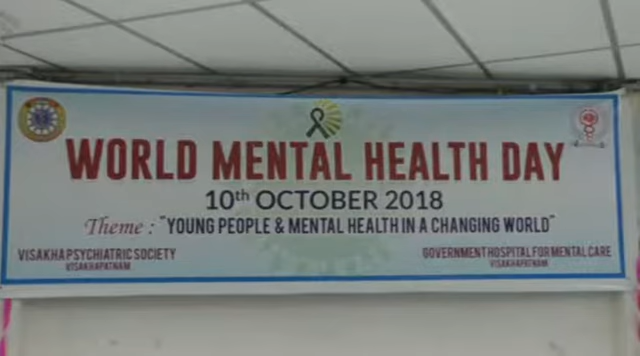 WORLD MENTAL HEALTH DAY
10th OCTOBER 2018
Theme : "YOUNG PEOPLE & MENTAL HEALTH IN A CHANGING WORLD"
VISAKHA PSYCHIATRIC SOCIETY
VISAKHAPATNAM
GOVERNMENT HOSPITAL FOR MENTAL CARE
VISAKHAPATNAM